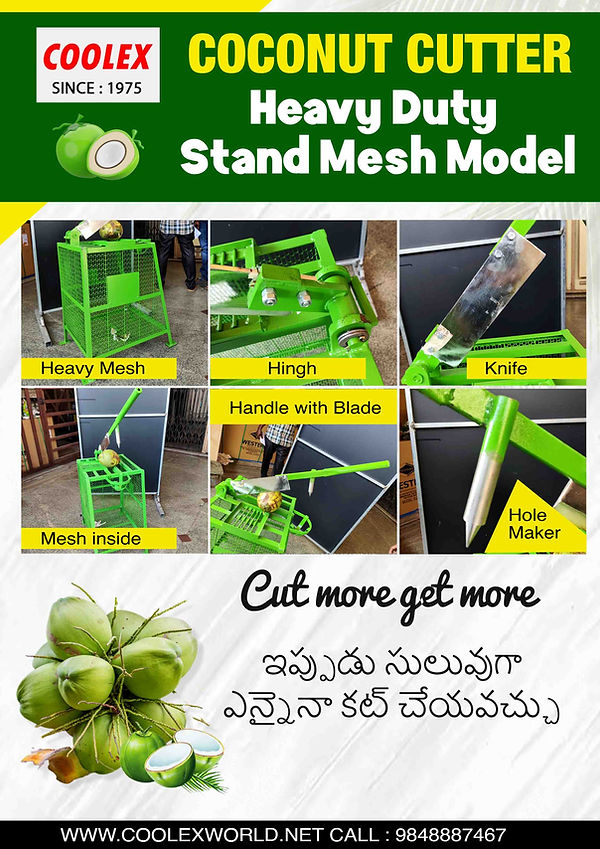 COOLEX
SINCE : 1975
COCONUT CUTTER
Heavy Duty
Stand Mesh Model
Heavy Mesh
Hingh
Knife
Mesh inside
Handle with Blade
Hole
Maker
Cut more get more
ఇప్పుడు సులువుగా
ఎన్నైనా కట్ చేయవచ్చు
WWW.COOLEXWORLD.NET CALL : 9848887467